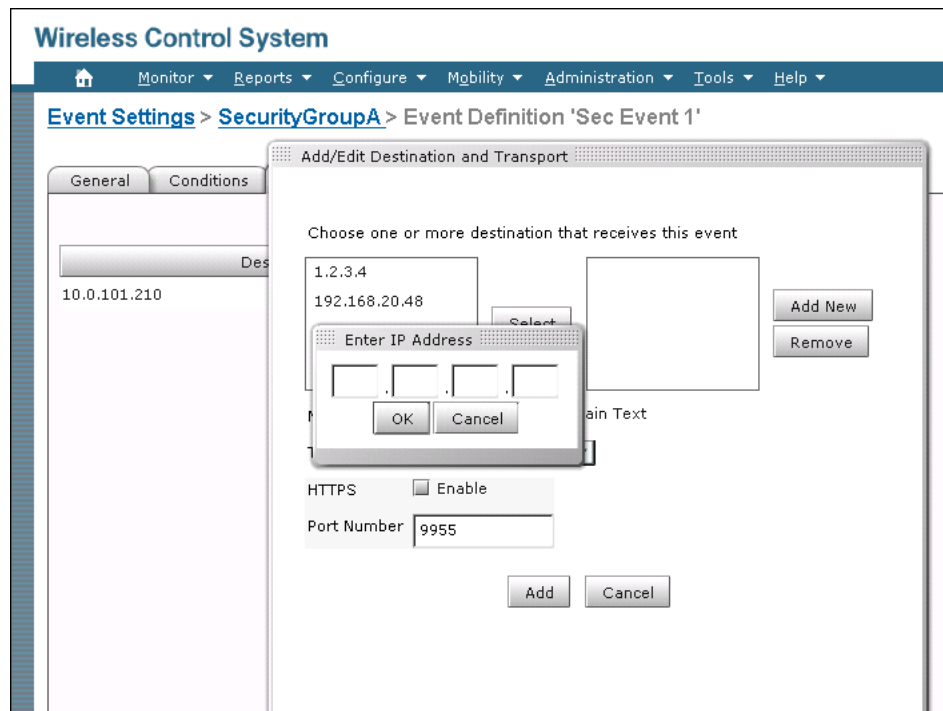 Wireless Control System
Monitor Reports Configure Mobility Administration Tools Help
Event Settings > SecurityGroupA > Event Definition 'Sec Event 1'
Add/Edit Destination and Transport
General Conditions
Choose one or more destination that receives this event
1.2.3.4
10.0.101.210
192.168.20.48
Select
Add New
Remove
Enter IP Address
. . .
OK Cancel
Text
HTTPS Enable
Port Number 9955
Add Cancel